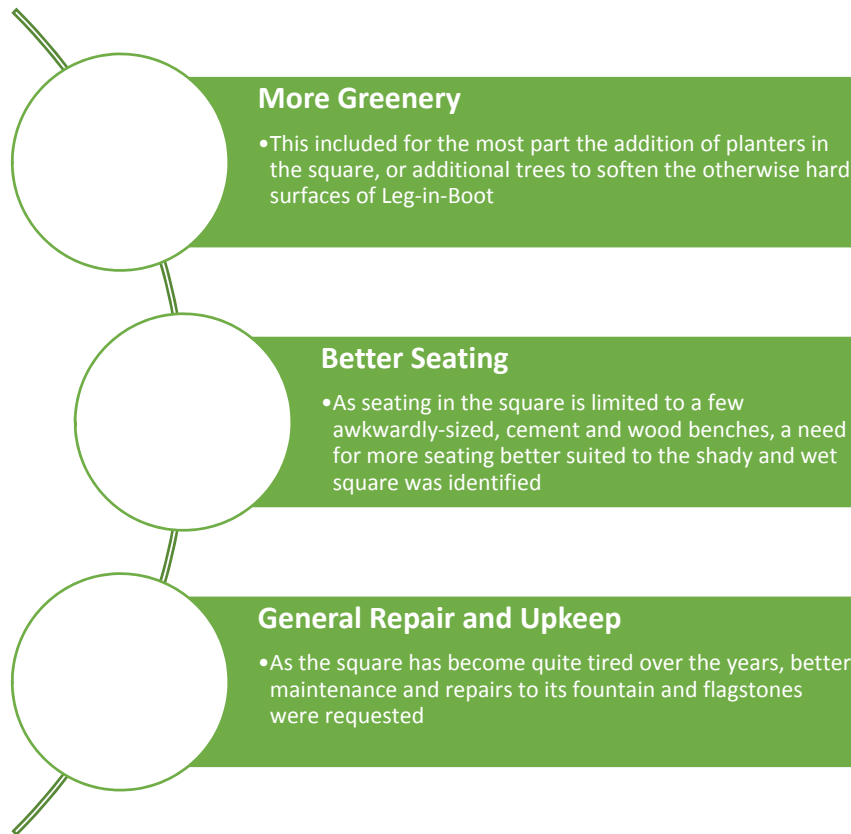 More Greenery
•This included for the most part the addition of planters in
the square, or additional trees to soften the otherwise hard
surfaces of Leg-in-Boot
Better Seating
•As seating in the square is limited to a few
awkwardly-sized, cement and wood benches, a need
for more seating better suited to the shady and wet
square was identified
General Repair and Upkeep
•As the square has become quite tired over the years, better
maintenance and repairs to its fountain and flagstones
were requested